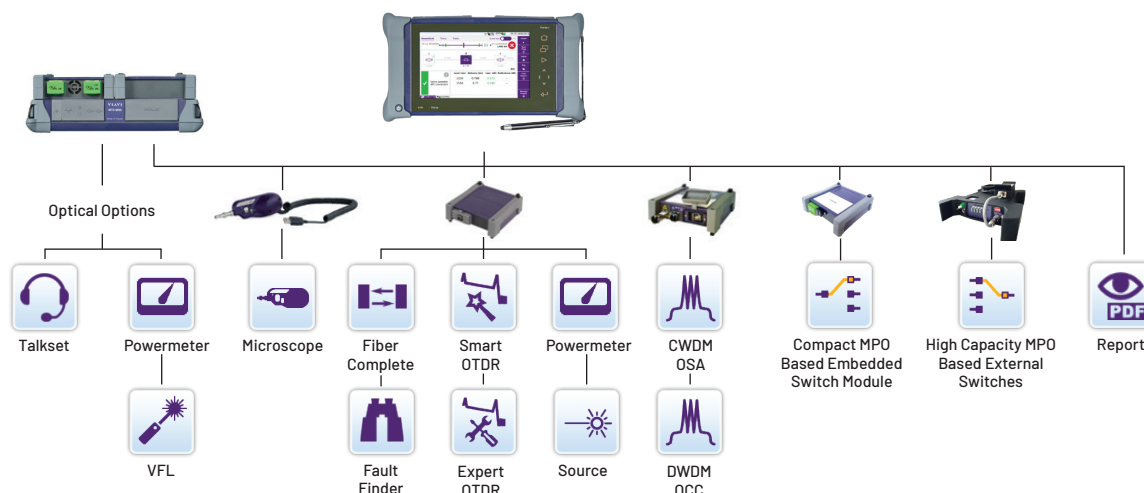 VIAVI
Optical Options
Talkset
Powermeter
Microscope
Fiber
Complete
Smart
OTDR
Powermeter
CWDM
OSA
Compact MPO
Based Embedded
Switch Module
High Capacity MPO
Based External
Switches
PDF
Report
VFL
Fault
Finder
Expert
OTDR
Source
DWDM
OCC